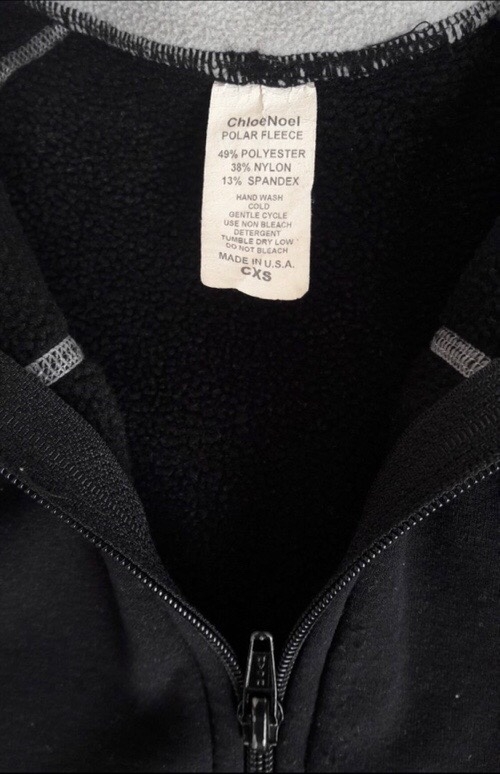 ChloeNoel
POLAR FLEECE
49% POLYESTER
38% NYLON
13% SPANDEX
HAND WASH
COLD
GENTLE CYCLE
USE NON BLEACH
DETERGENT
TUMBLE DRY LOW
DO NOT BLEACH
MADE IN U.S.A.
CXS